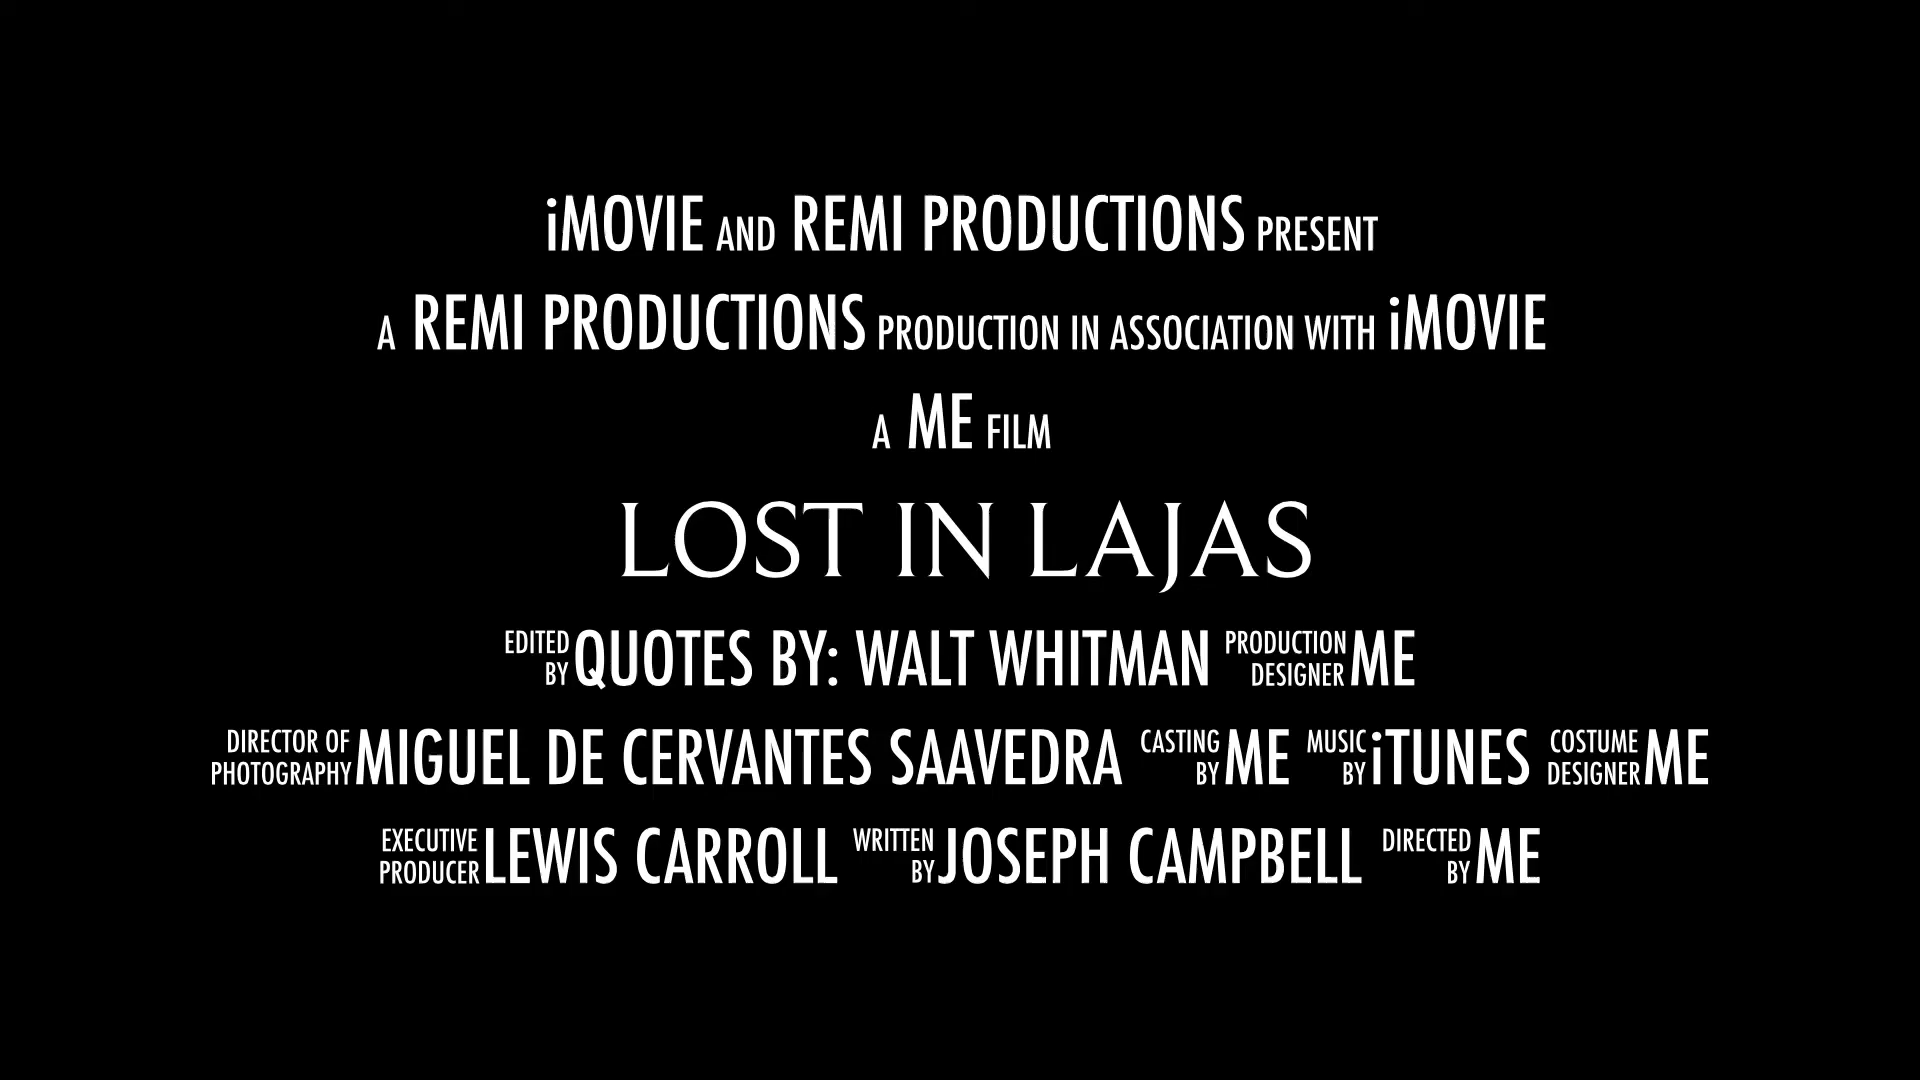 iMOVIE AND REMI PRODUCTIONS PRESENT
A REMI PRODUCTIONS PRODUCTION IN ASSOCIATION WITH iMOVIE
A ME FILM
LOST IN LAJAS
EDITED BY QUOTES BY: WALT WHITMAN PRODUCTION DESIGNER ME
DIRECTOR OF PHOTOGRAPHY MIGUEL DE CERVANTES SAAVEDRA CASTING BY ME MUSIC BY iTUNES COSTUME DESIGNER ME
EXECUTIVE PRODUCER LEWIS CARROLL WRITTEN BY JOSEPH CAMPBELL DIRECTED BY ME